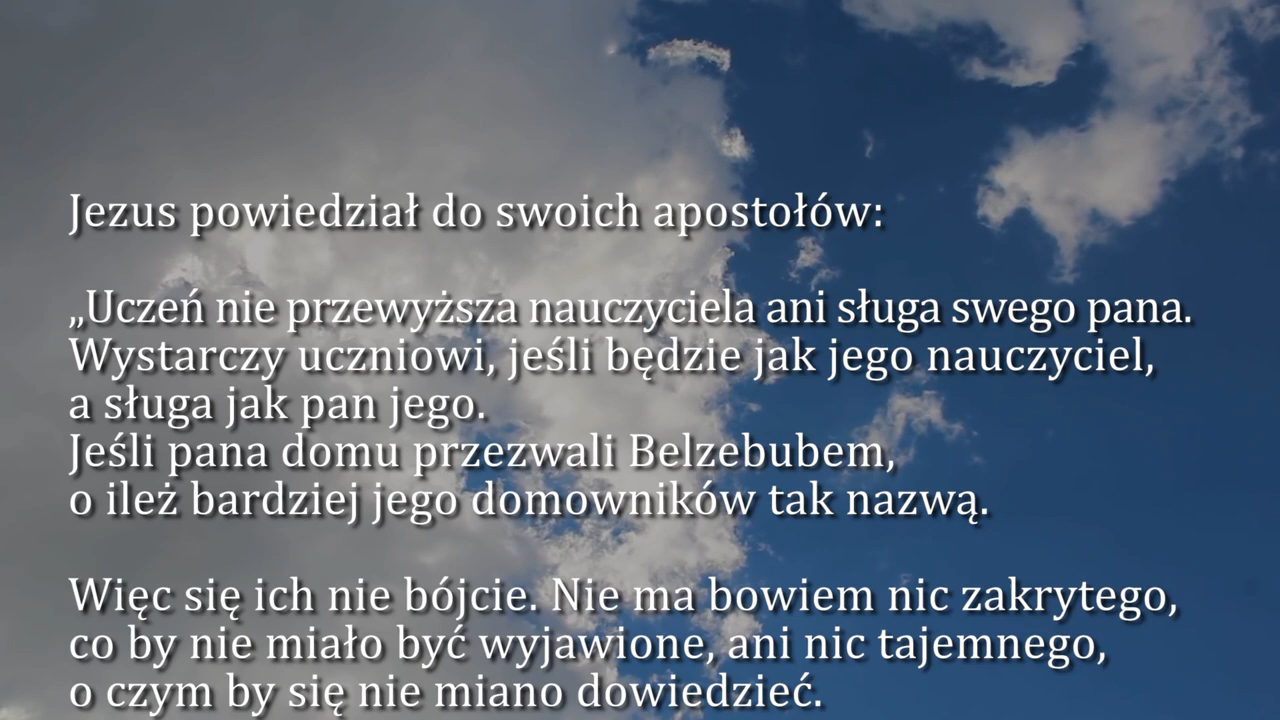 Jezus powiedział do swoich apostołów:
„Uczeń nie przewyższa nauczyciela ani sługa swego pana.
Wystarczy uczniowi, jeśli będzie jak jego nauczyciel,
a sługa jak pan jego.
Jeśli pana domu przezwali Belzebubem,
o ileż bardziej jego domowników tak nazwą.
Więc się ich nie bójcie. Nie ma bowiem nic zakrytego,
co by nie miało być wyjawione, ani nic tajemnego,
o czym by się nie miano dowiedzieć.